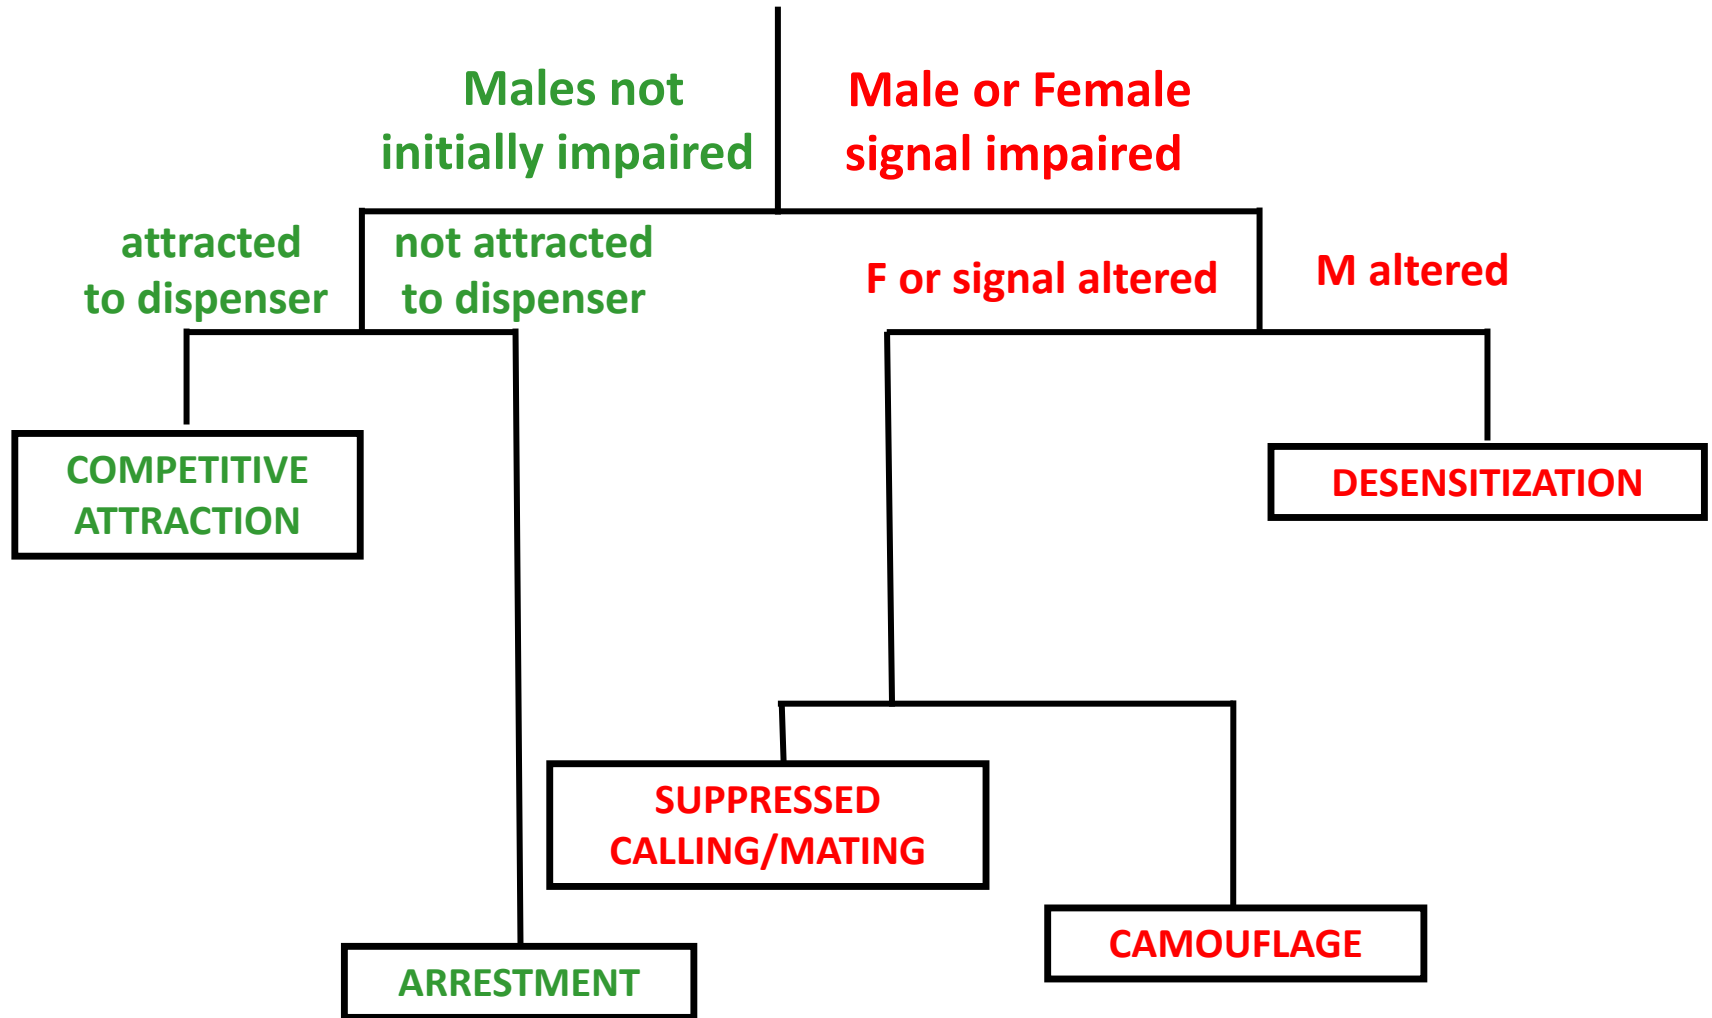 Males not
initially impaired
Male or Female
signal impaired
attracted
to dispenser
not attracted
to dispenser
F or signal altered
M altered
COMPETITIVE
ATTRACTION
DESENSITIZATION
SUPPRESSED
CALLING/MATING
CAMOUFLAGE
ARRESTMENT